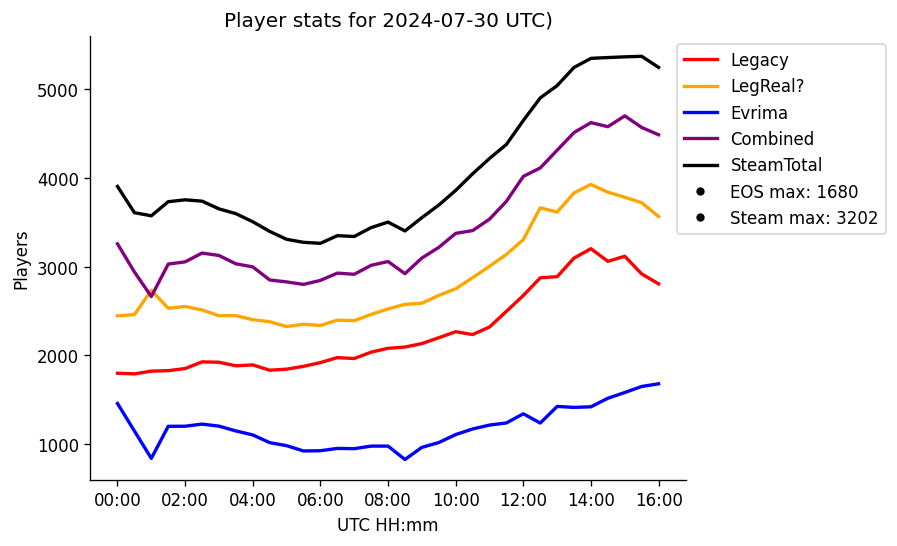 Player stats for 2024-07-30 UTC)
Players
5000
4000
3000
2000
1000
00:00 02:00 04:00 06:00 08:00 10:00 12:00 14:00 16:00
UTC HH:mm
Legacy
LegReal?
Evrima
Combined
SteamTotal
EOS max: 1680
Steam max: 3202